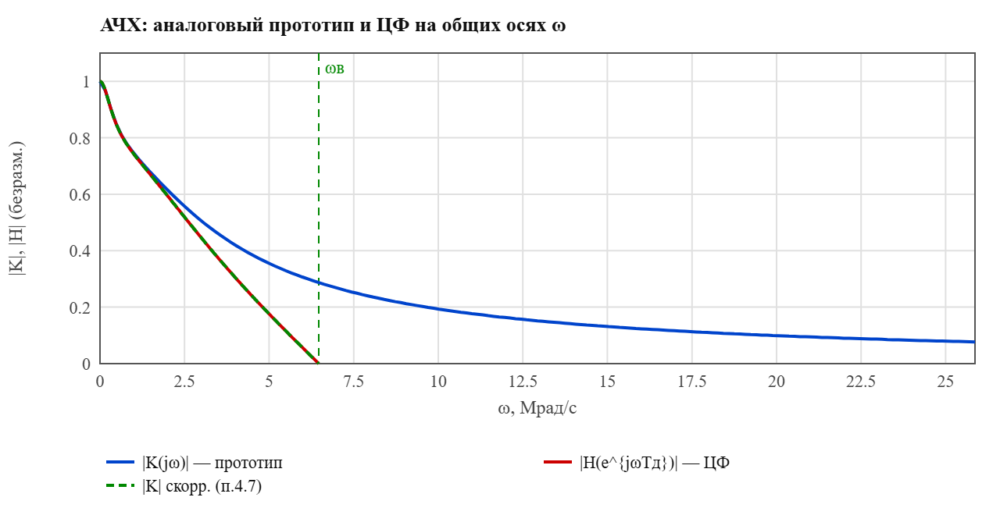 АЧХ: аналоговый прототип и ЦФ на общих осях ω
ωв
|K|, |H| (безразм.)
1
0.8
0.6
0.4
0.2
0
0 2.5 5 7.5 10 12.5 15 17.5 20 22.5 25
ω, Мрад/с
|K(jω)| — прототип
|H(e^{jωTд})| — ЦФ
|K| скорр. (п.4.7)